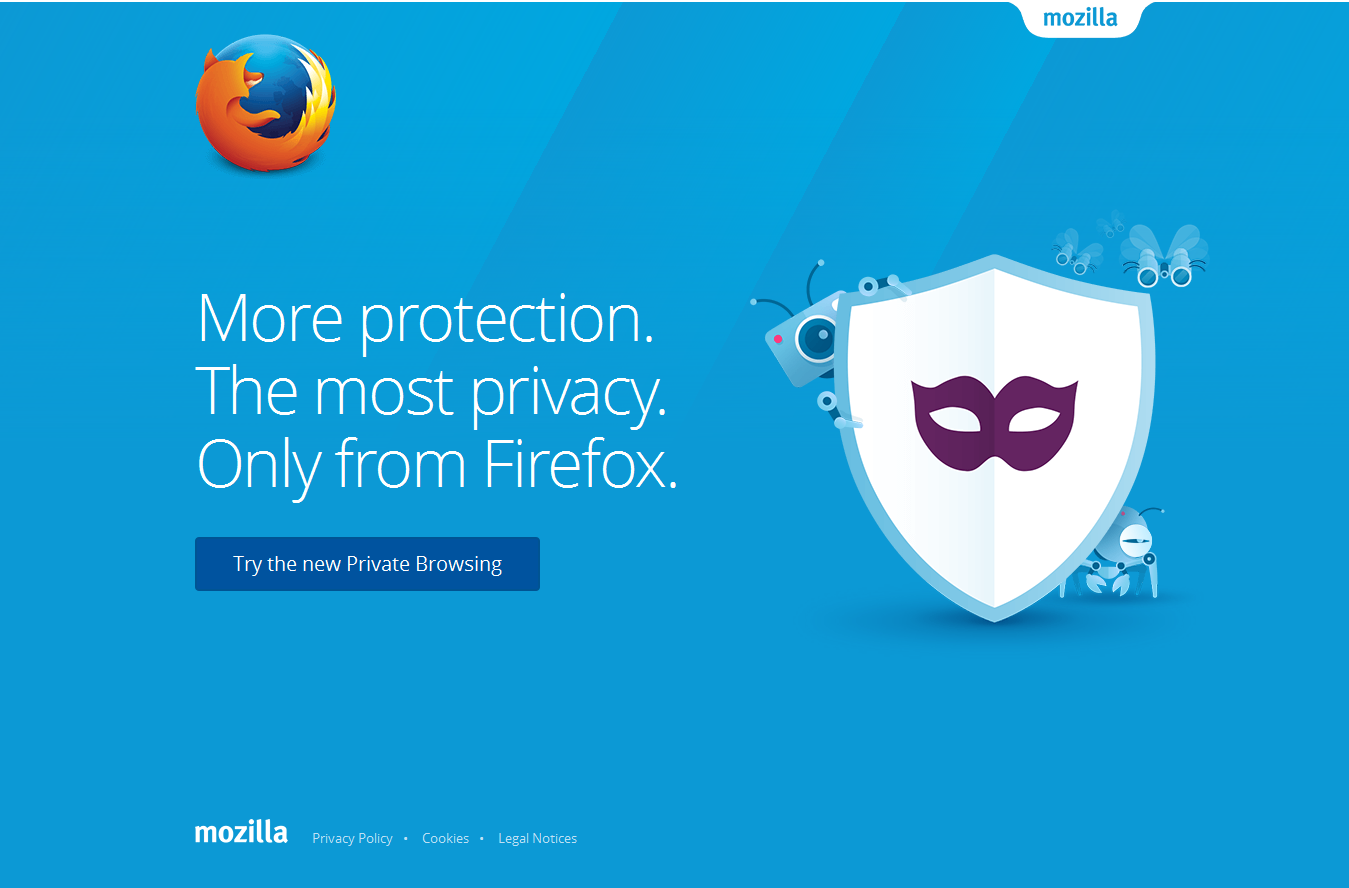 mozilla
More protection.
The most privacy.
Only from Firefox.
Try the new Private Browsing
mozilla Privacy Policy • Cookies • Legal Notices